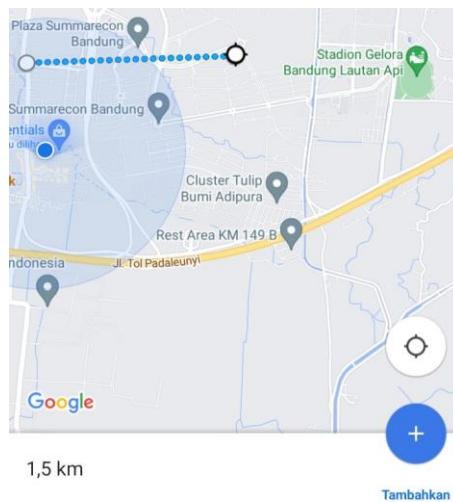 Plaza Summarecon
Bandung
Stadion Gelora
Bandung Lautan Api
Summarecon Bandung
entials
u dilih
k
Cluster Tulip
Bumi Adipura
Rest Area KM 149 B
ndonesia
Jl. Tol Padaleunyi
Google
1,5 km
Tambahkan